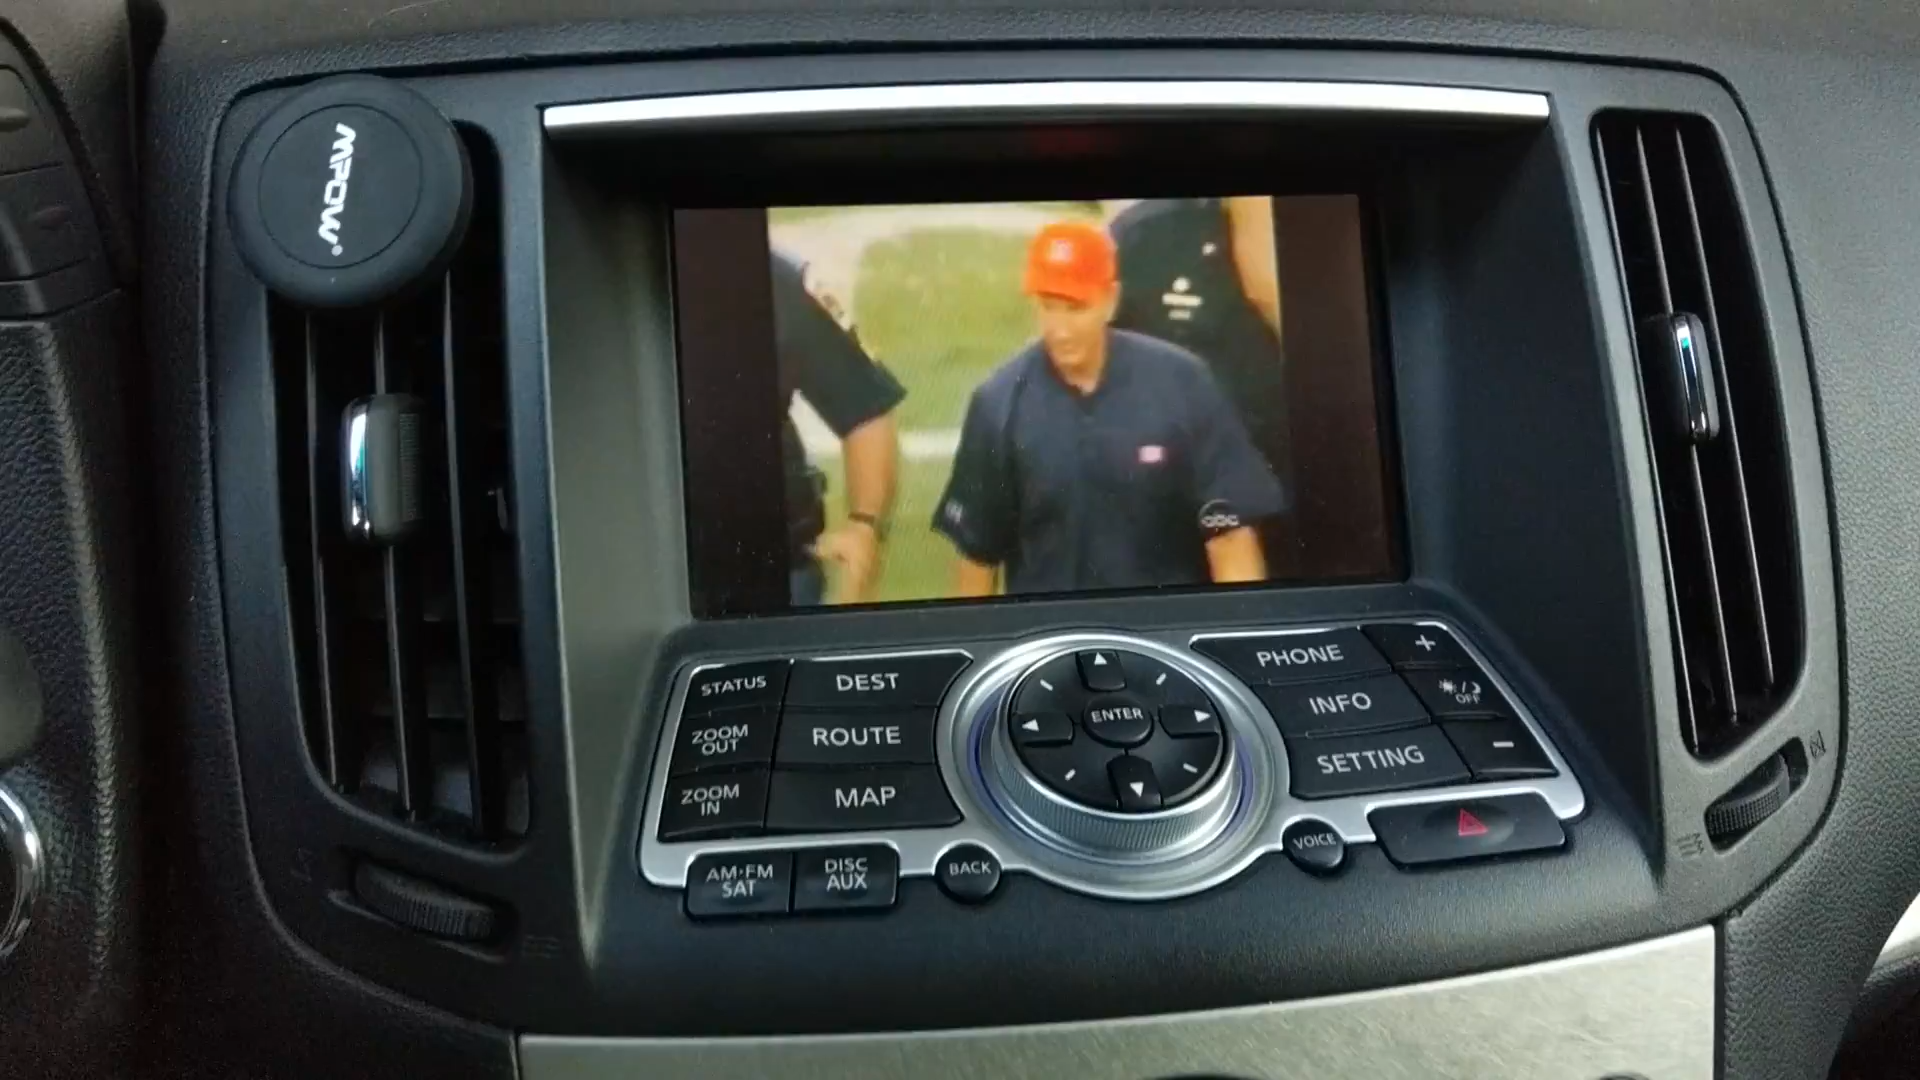 MPOW
abc
STATUS
DEST
ZOOM
OUT
ROUTE
ZOOM
IN
MAP
AM·FM
SAT
DISC
AUX
BACK
ENTER
PHONE
+
INFO
OFF
SETTING
−
VOICE